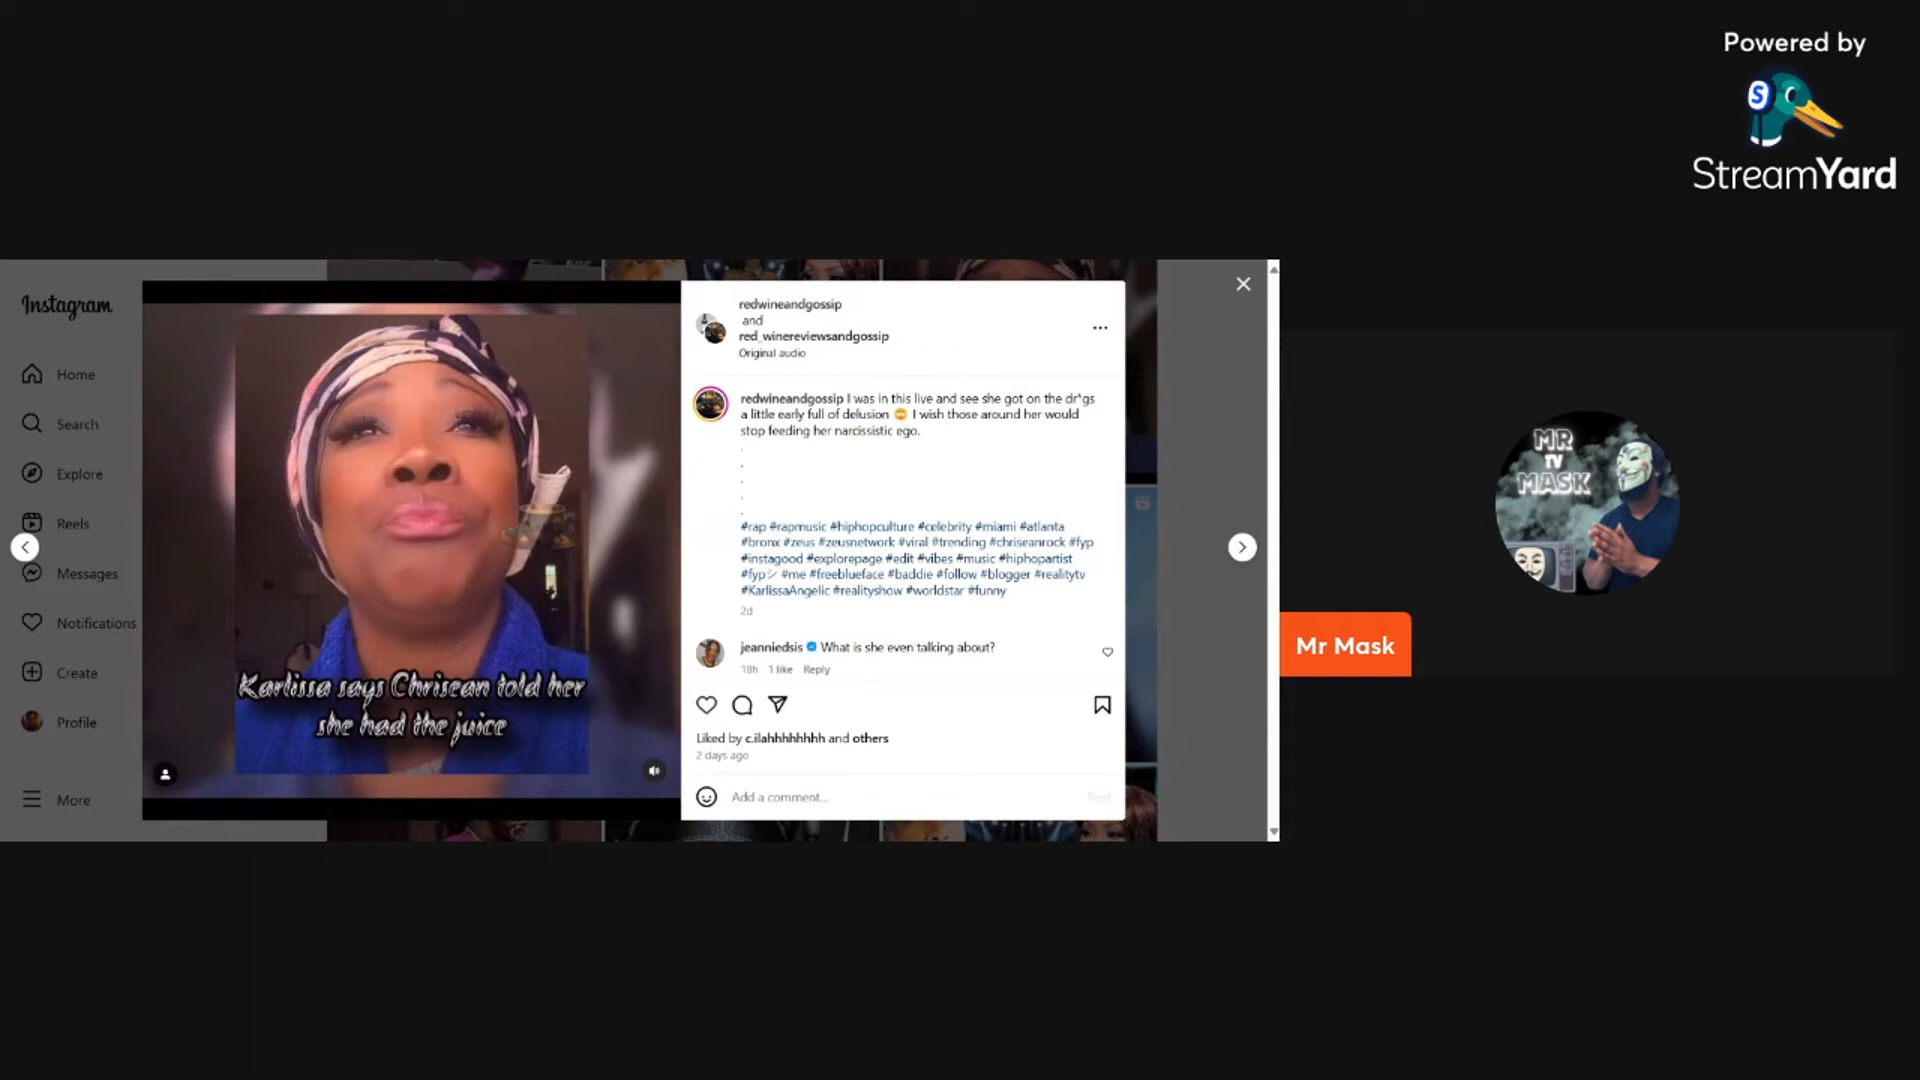 Powered by
StreamYard
Instagram
Home
Search
Explore
Reels
Messages
Notifications
Create
Profile
More
Karlissa says Chrisean told her
she had the juice
redwineandgossip
and
red_winereviewsandgossip
Original audio
redwineandgossip I was in this live and see she got on the dr*gs
a little early full of delusion 🙄 I wish those around her would
stop feeding her narcissistic ego.
.
.
.
.
.
#rap #rapmusic #hiphopculture #celebrity #miami #atlanta
#bronx #zeus #zeusnetwork #viral #trending #chriseanrock #fyp
#instagood #explorepage #edit #vibes #music #hiphopartist
#fypシ #me #freeblueface #baddie #follow #blogger #realitytv
#KarlissaAngelic #realityshow #worldstar #funny
2d
jeanniedsis What is she even talking about?
18h 1 like Reply
Liked by c.ilahhhhhhhh and others
2 days ago
Add a comment...
Post
MR
TV
MASK
Mr Mask